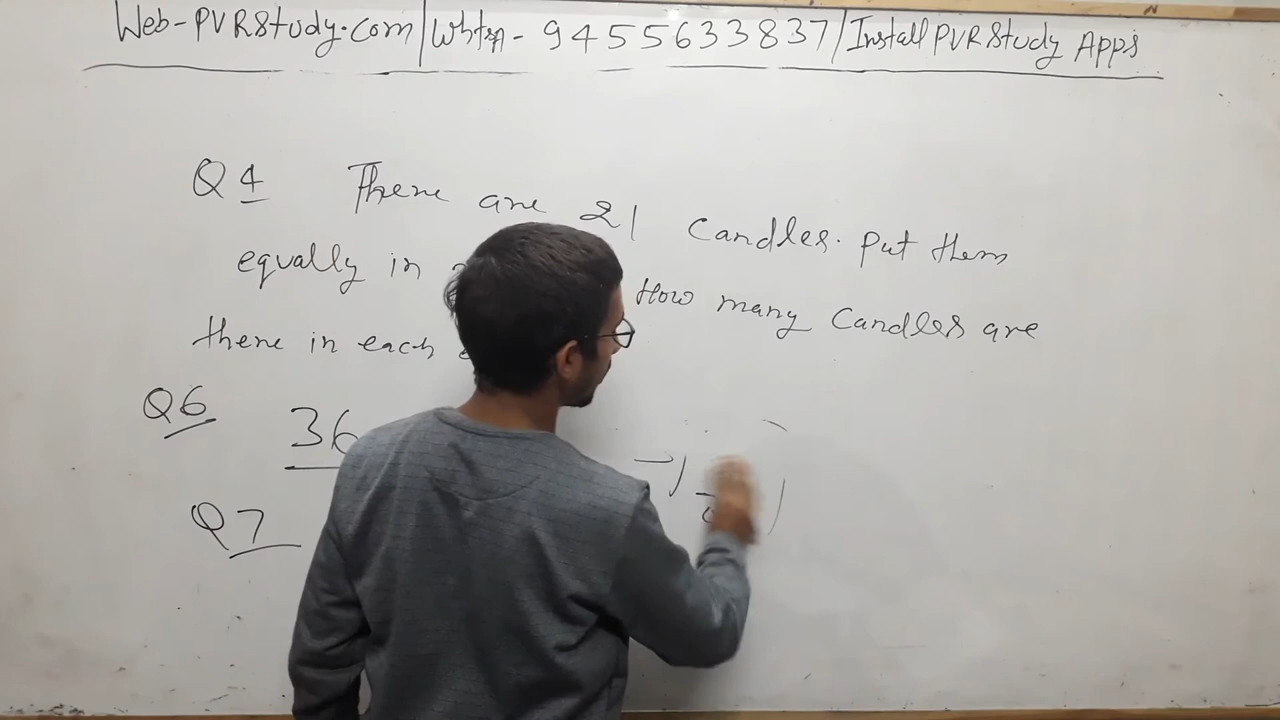 Web-PVRStudy.com/Whtsp-9455633837/Install PVR Study Apps
Q4 There are 21 Candles. Put them
equally in How many Candles are
there in each
Q6 36
Q7